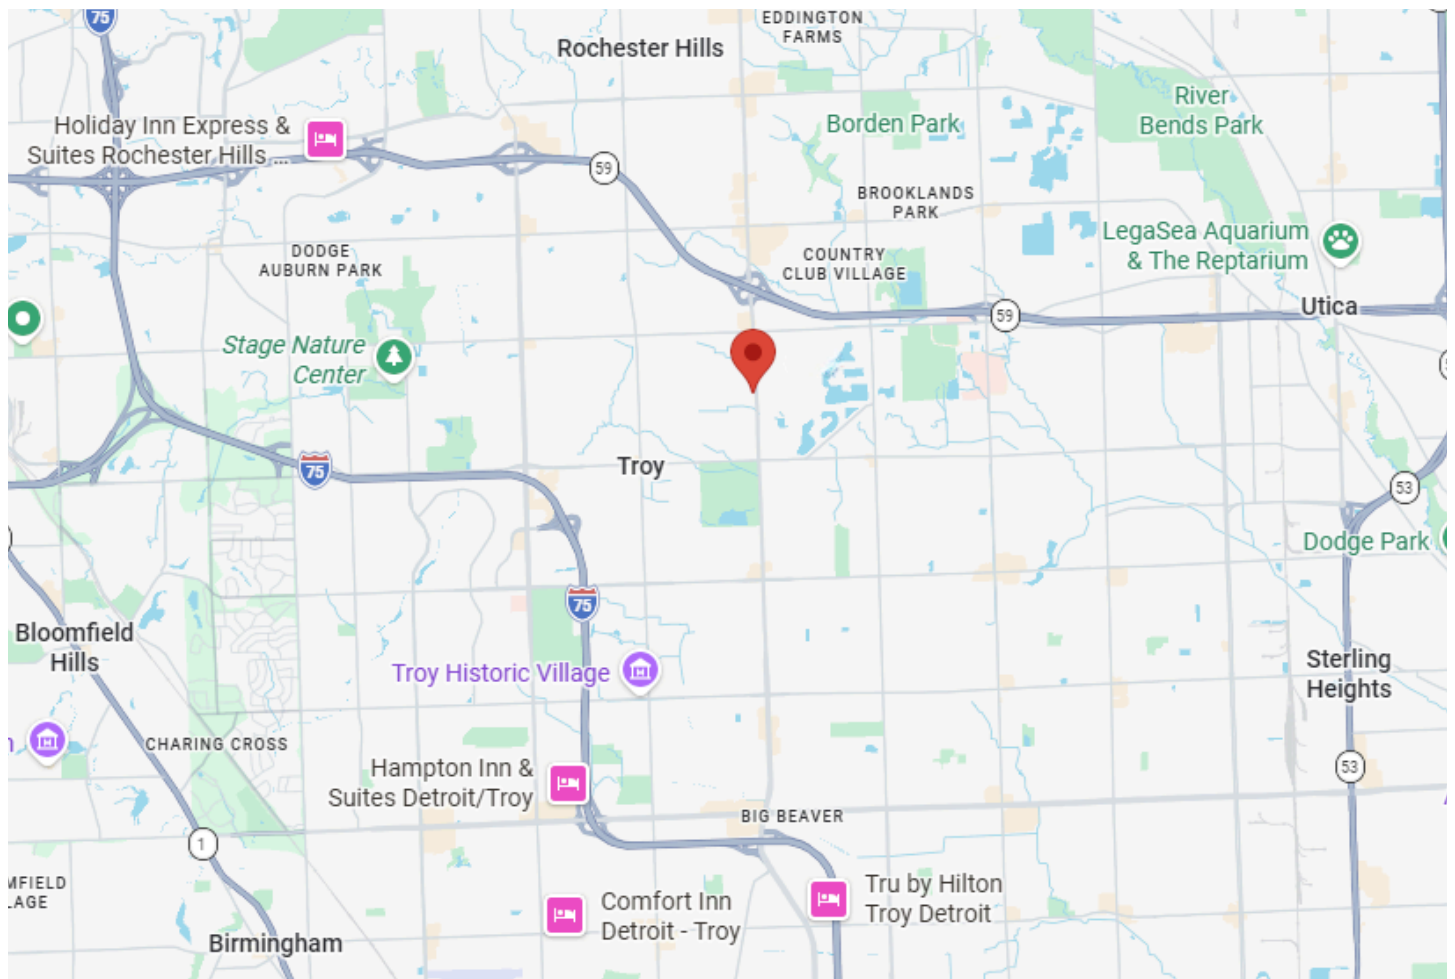 75
EDDINGTON
FARMS
Rochester Hills
River
Bends Park
Borden Park
Holiday Inn Express &
Suites Rochester Hills ...
59
BROOKLANDS
PARK
LegaSea Aquarium
& The Reptarium
DODGE
AUBURN PARK
COUNTRY
CLUB VILLAGE
59
Utica
Stage Nature
Center
75
Troy
53
Dodge Park
75
Bloomfield
Hills
Troy Historic Village
Sterling
Heights
CHARING CROSS
53
Hampton Inn &
Suites Detroit/Troy
BIG BEAVER
1
MFIELD
LAGE
Tru by Hilton
Troy Detroit
Comfort Inn
Detroit - Troy
Birmingham